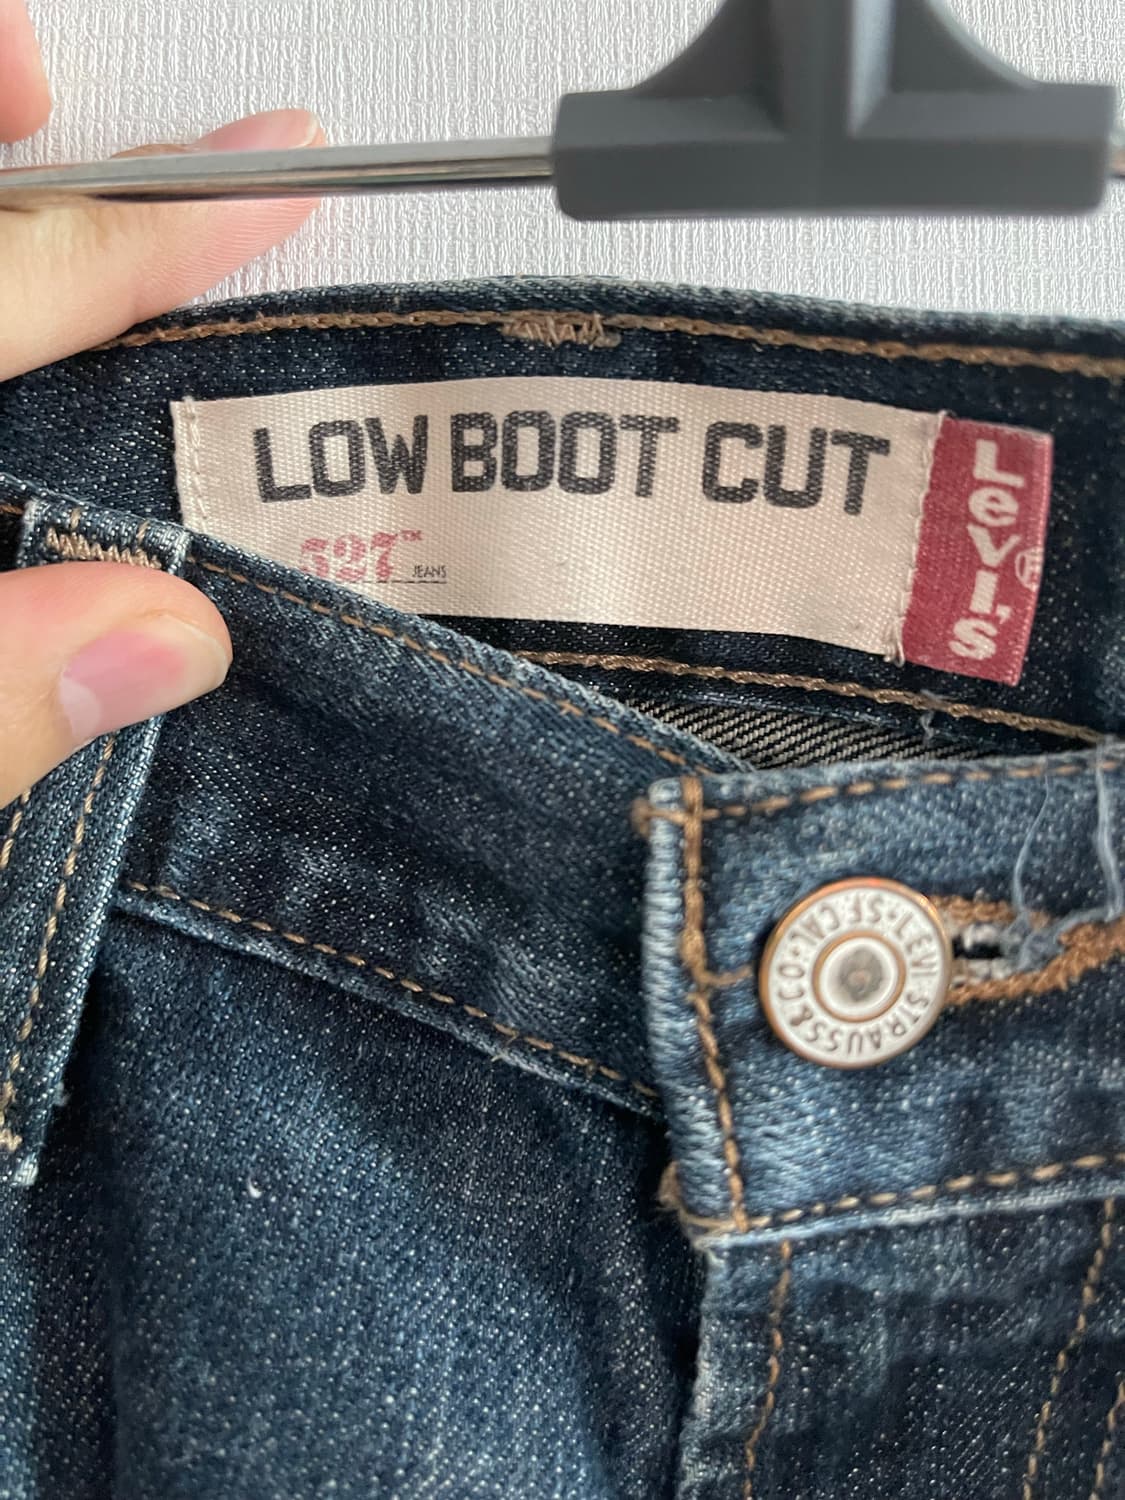 LOW BOOT CUT
527™ JEANS
Levi's
LEVI STRAUSS & CO. S.F. CAL.